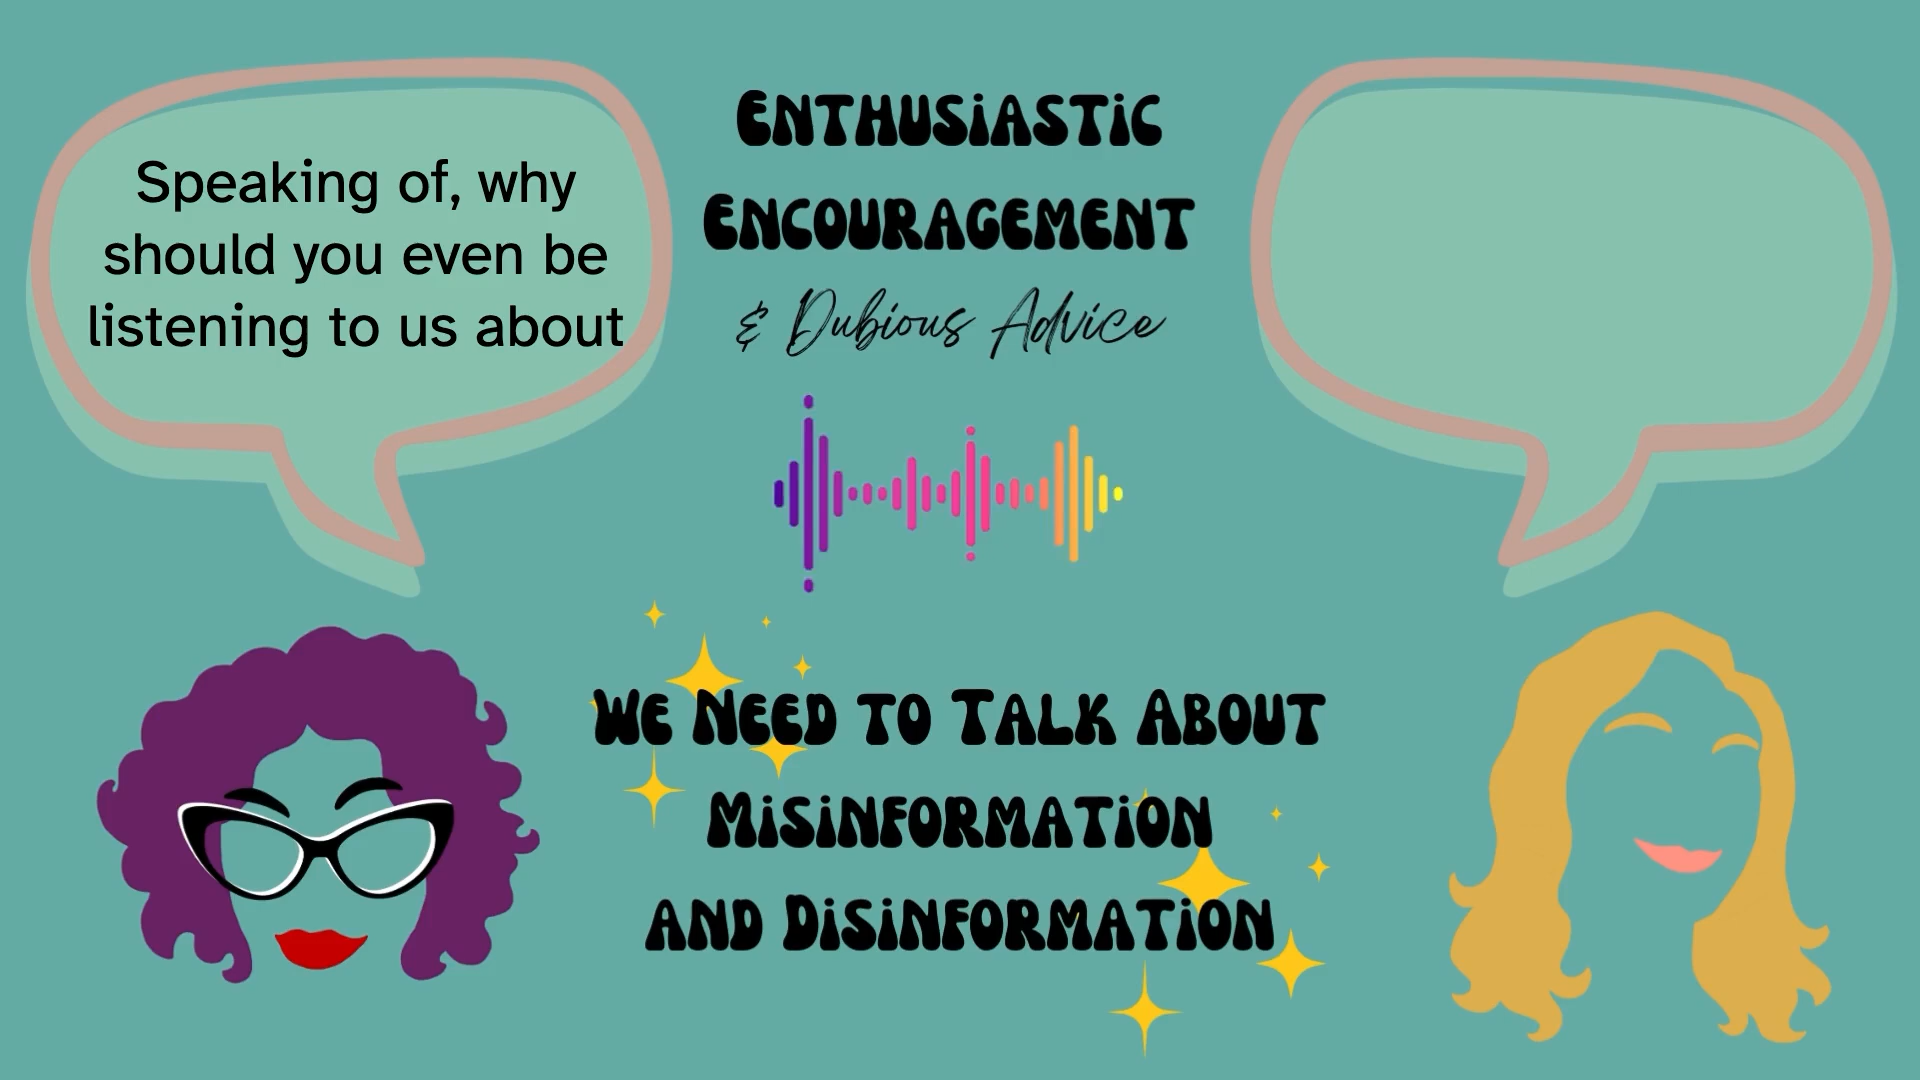 Speaking of, why
should you even be
listening to us about
Enthusiastic
Encouragement
& Dubious Advice
We Need to Talk About
Misinformation
and Disinformation